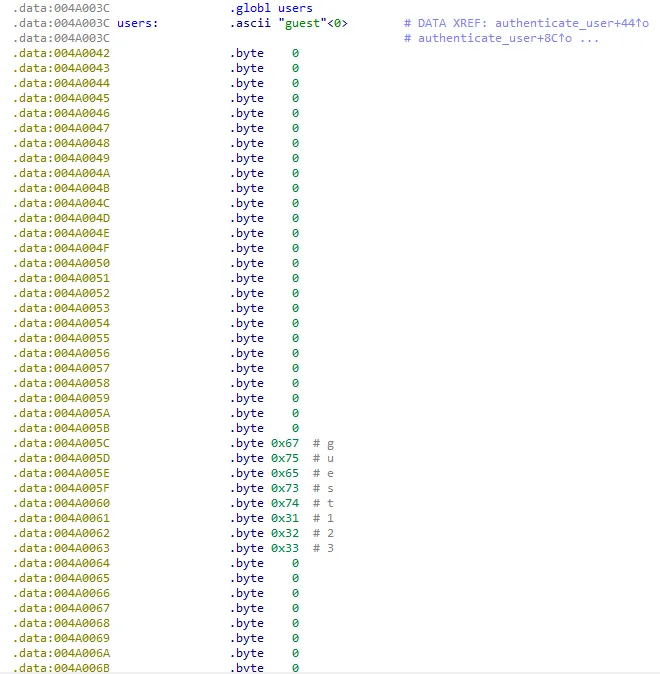 .data:004A003C .globl users
.data:004A003C users: .ascii "guest"<0> # DATA XREF: authenticate_user+44↑o
.data:004A003C # authenticate_user+8C↑o ...
.data:004A0042 .byte 0
.data:004A0043 .byte 0
.data:004A0044 .byte 0
.data:004A0045 .byte 0
.data:004A0046 .byte 0
.data:004A0047 .byte 0
.data:004A0048 .byte 0
.data:004A0049 .byte 0
.data:004A004A .byte 0
.data:004A004B .byte 0
.data:004A004C .byte 0
.data:004A004D .byte 0
.data:004A004E .byte 0
.data:004A004F .byte 0
.data:004A0050 .byte 0
.data:004A0051 .byte 0
.data:004A0052 .byte 0
.data:004A0053 .byte 0
.data:004A0054 .byte 0
.data:004A0055 .byte 0
.data:004A0056 .byte 0
.data:004A0057 .byte 0
.data:004A0058 .byte 0
.data:004A0059 .byte 0
.data:004A005A .byte 0
.data:004A005B .byte 0
.data:004A005C .byte 0x67 # g
.data:004A005D .byte 0x75 # u
.data:004A005E .byte 0x65 # e
.data:004A005F .byte 0x73 # s
.data:004A0060 .byte 0x74 # t
.data:004A0061 .byte 0x31 # 1
.data:004A0062 .byte 0x32 # 2
.data:004A0063 .byte 0x33 # 3
.data:004A0064 .byte 0
.data:004A0065 .byte 0
.data:004A0066 .byte 0
.data:004A0067 .byte 0
.data:004A0068 .byte 0
.data:004A0069 .byte 0
.data:004A006A .byte 0
.data:004A006B .byte 0